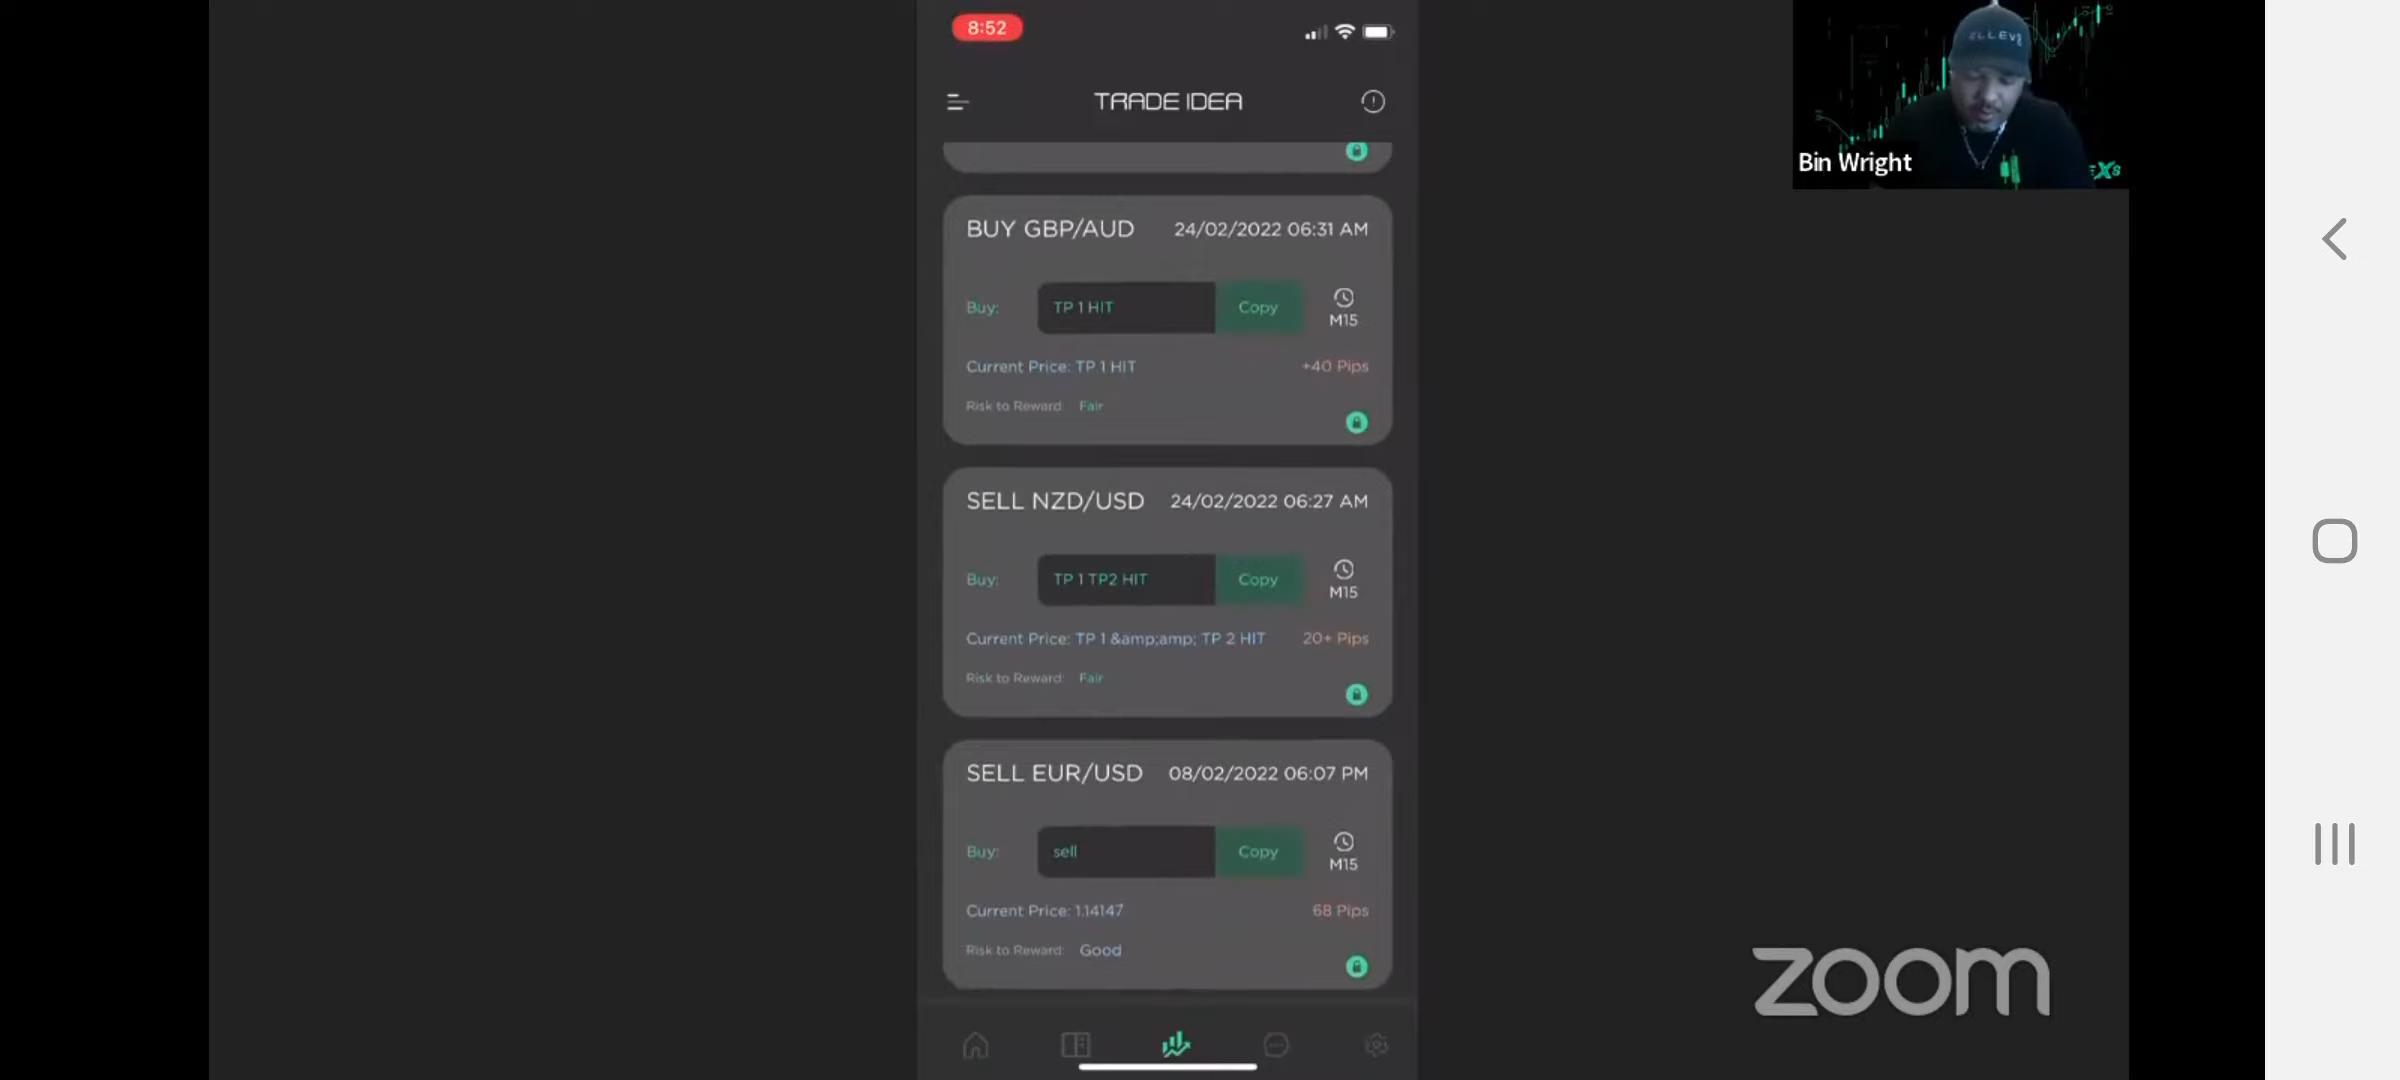 8:52
TRADE IDEA
BUY GBP/AUD 24/02/2022 06:31 AM
Buy: TP 1 HIT Copy M15
Current Price: TP 1 HIT +40 Pips
Risk to Reward: Fair
SELL NZD/USD 24/02/2022 06:27 AM
Buy: TP 1 TP2 HIT Copy M15
Current Price: TP 1 &amp;amp; TP 2 HIT 20+ Pips
Risk to Reward: Fair
SELL EUR/USD 08/02/2022 06:07 PM
Buy: sell Copy M15
Current Price: 1.14147 68 Pips
Risk to Reward: Good
Bin Wright
zoom